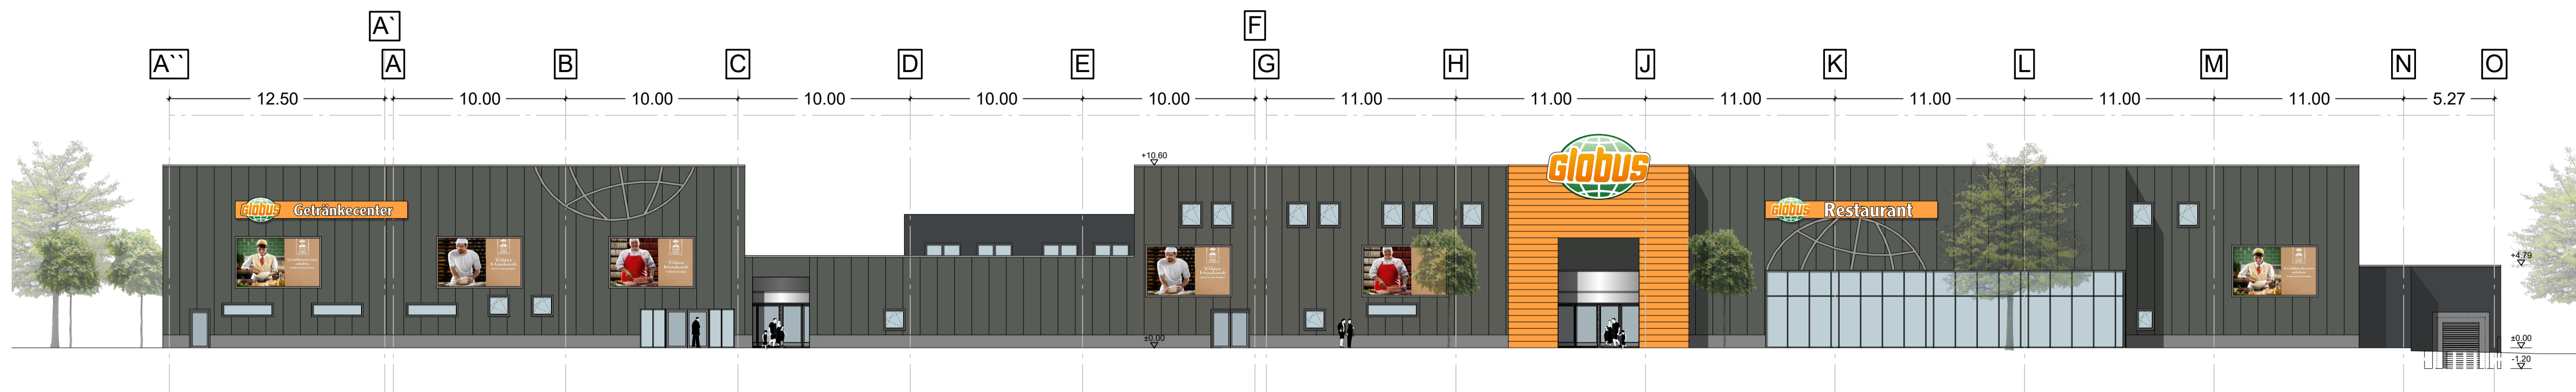 A` F
A`` A B C D E G H J K L M N O
12.50 10.00 10.00 10.00 10.00 10.00 11.00 11.00 11.00 11.00 11.00 11.00 5.27
Globus
+10.60
Globus Getränkecenter
Globus Restaurant
+4.79
±0.00
±0.00
-1.20